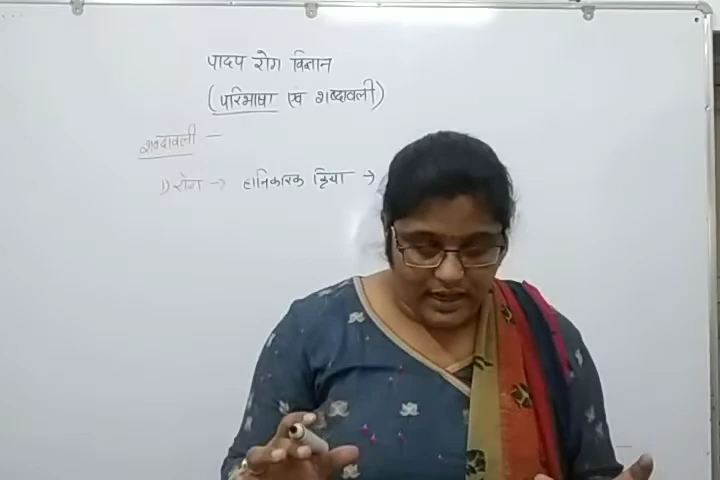 पादप रोग विज्ञान
(परिभाषा एवं शब्दावली)
शब्दावली –
1) रोग → हानिकारक क्रिया →